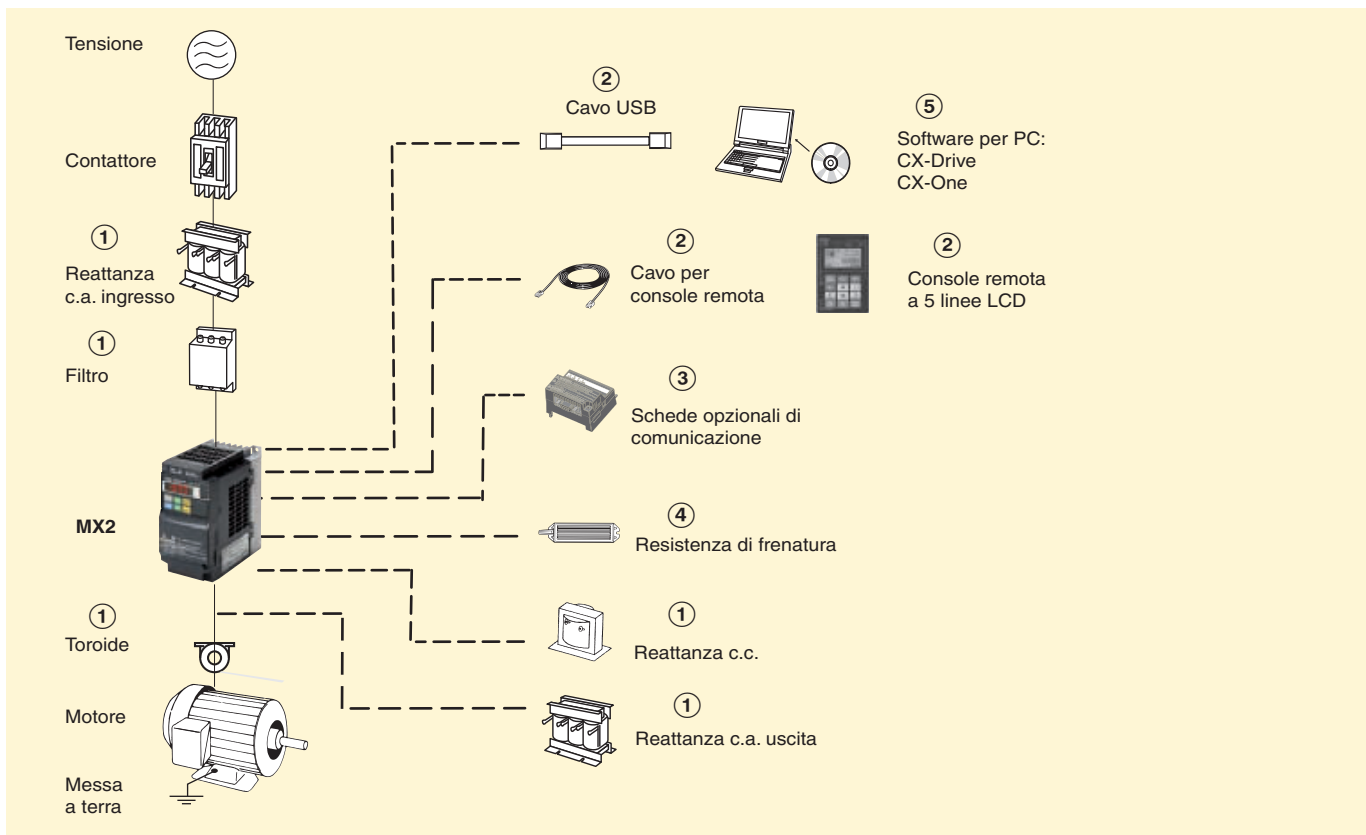 Tensione
Contattore
1
Reattanza
c.a. ingresso
1
Filtro
MX2
1
Toroide
Motore
Messa
a terra
2
Cavo USB
5
Software per PC:
CX-Drive
CX-One
2
Cavo per
console remota
2
Console remota
a 5 linee LCD
3
Schede opzionali di
comunicazione
4
Resistenza di frenatura
1
Reattanza c.c.
1
Reattanza c.a. uscita